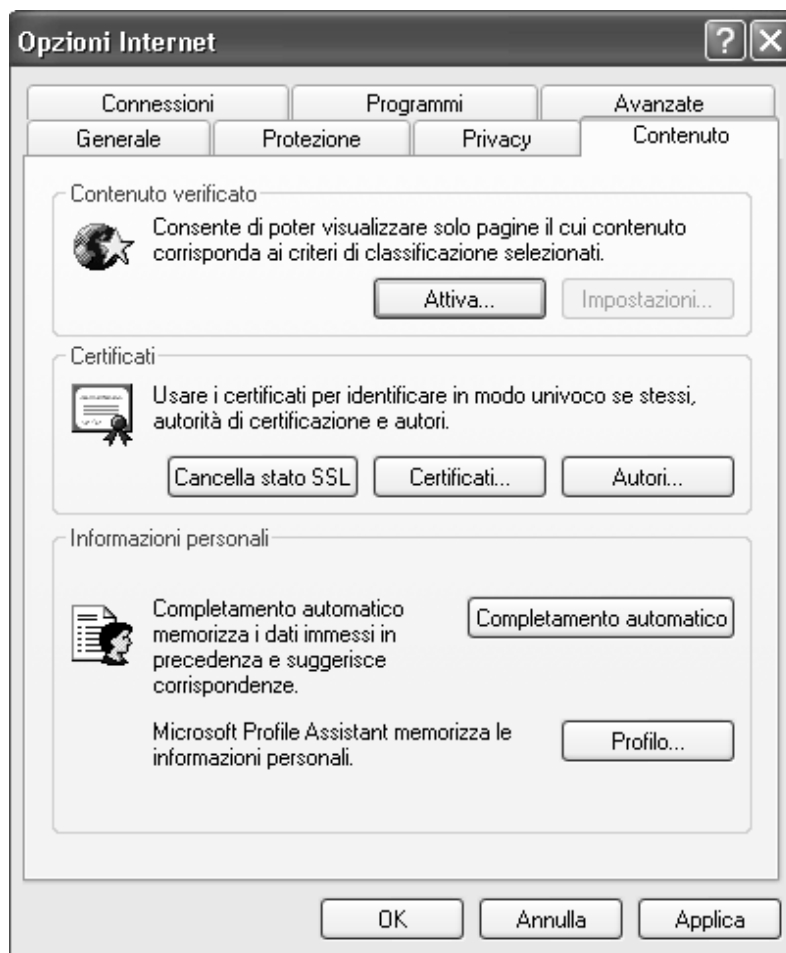 Opzioni Internet
Connessioni Programmi Avanzate
Generale Protezione Privacy Contenuto
Contenuto verificato
Consente di poter visualizzare solo pagine il cui contenuto
corrisponda ai criteri di classificazione selezionati.
Attiva... Impostazioni...
Certificati
Usare i certificati per identificare in modo univoco se stessi,
autorità di certificazione e autori.
Cancella stato SSL Certificati... Autori...
Informazioni personali
Completamento automatico
memorizza i dati immessi in
precedenza e suggerisce
corrispondenze.
Completamento automatico
Microsoft Profile Assistant memorizza le
informazioni personali.
Profilo...
OK Annulla Applica